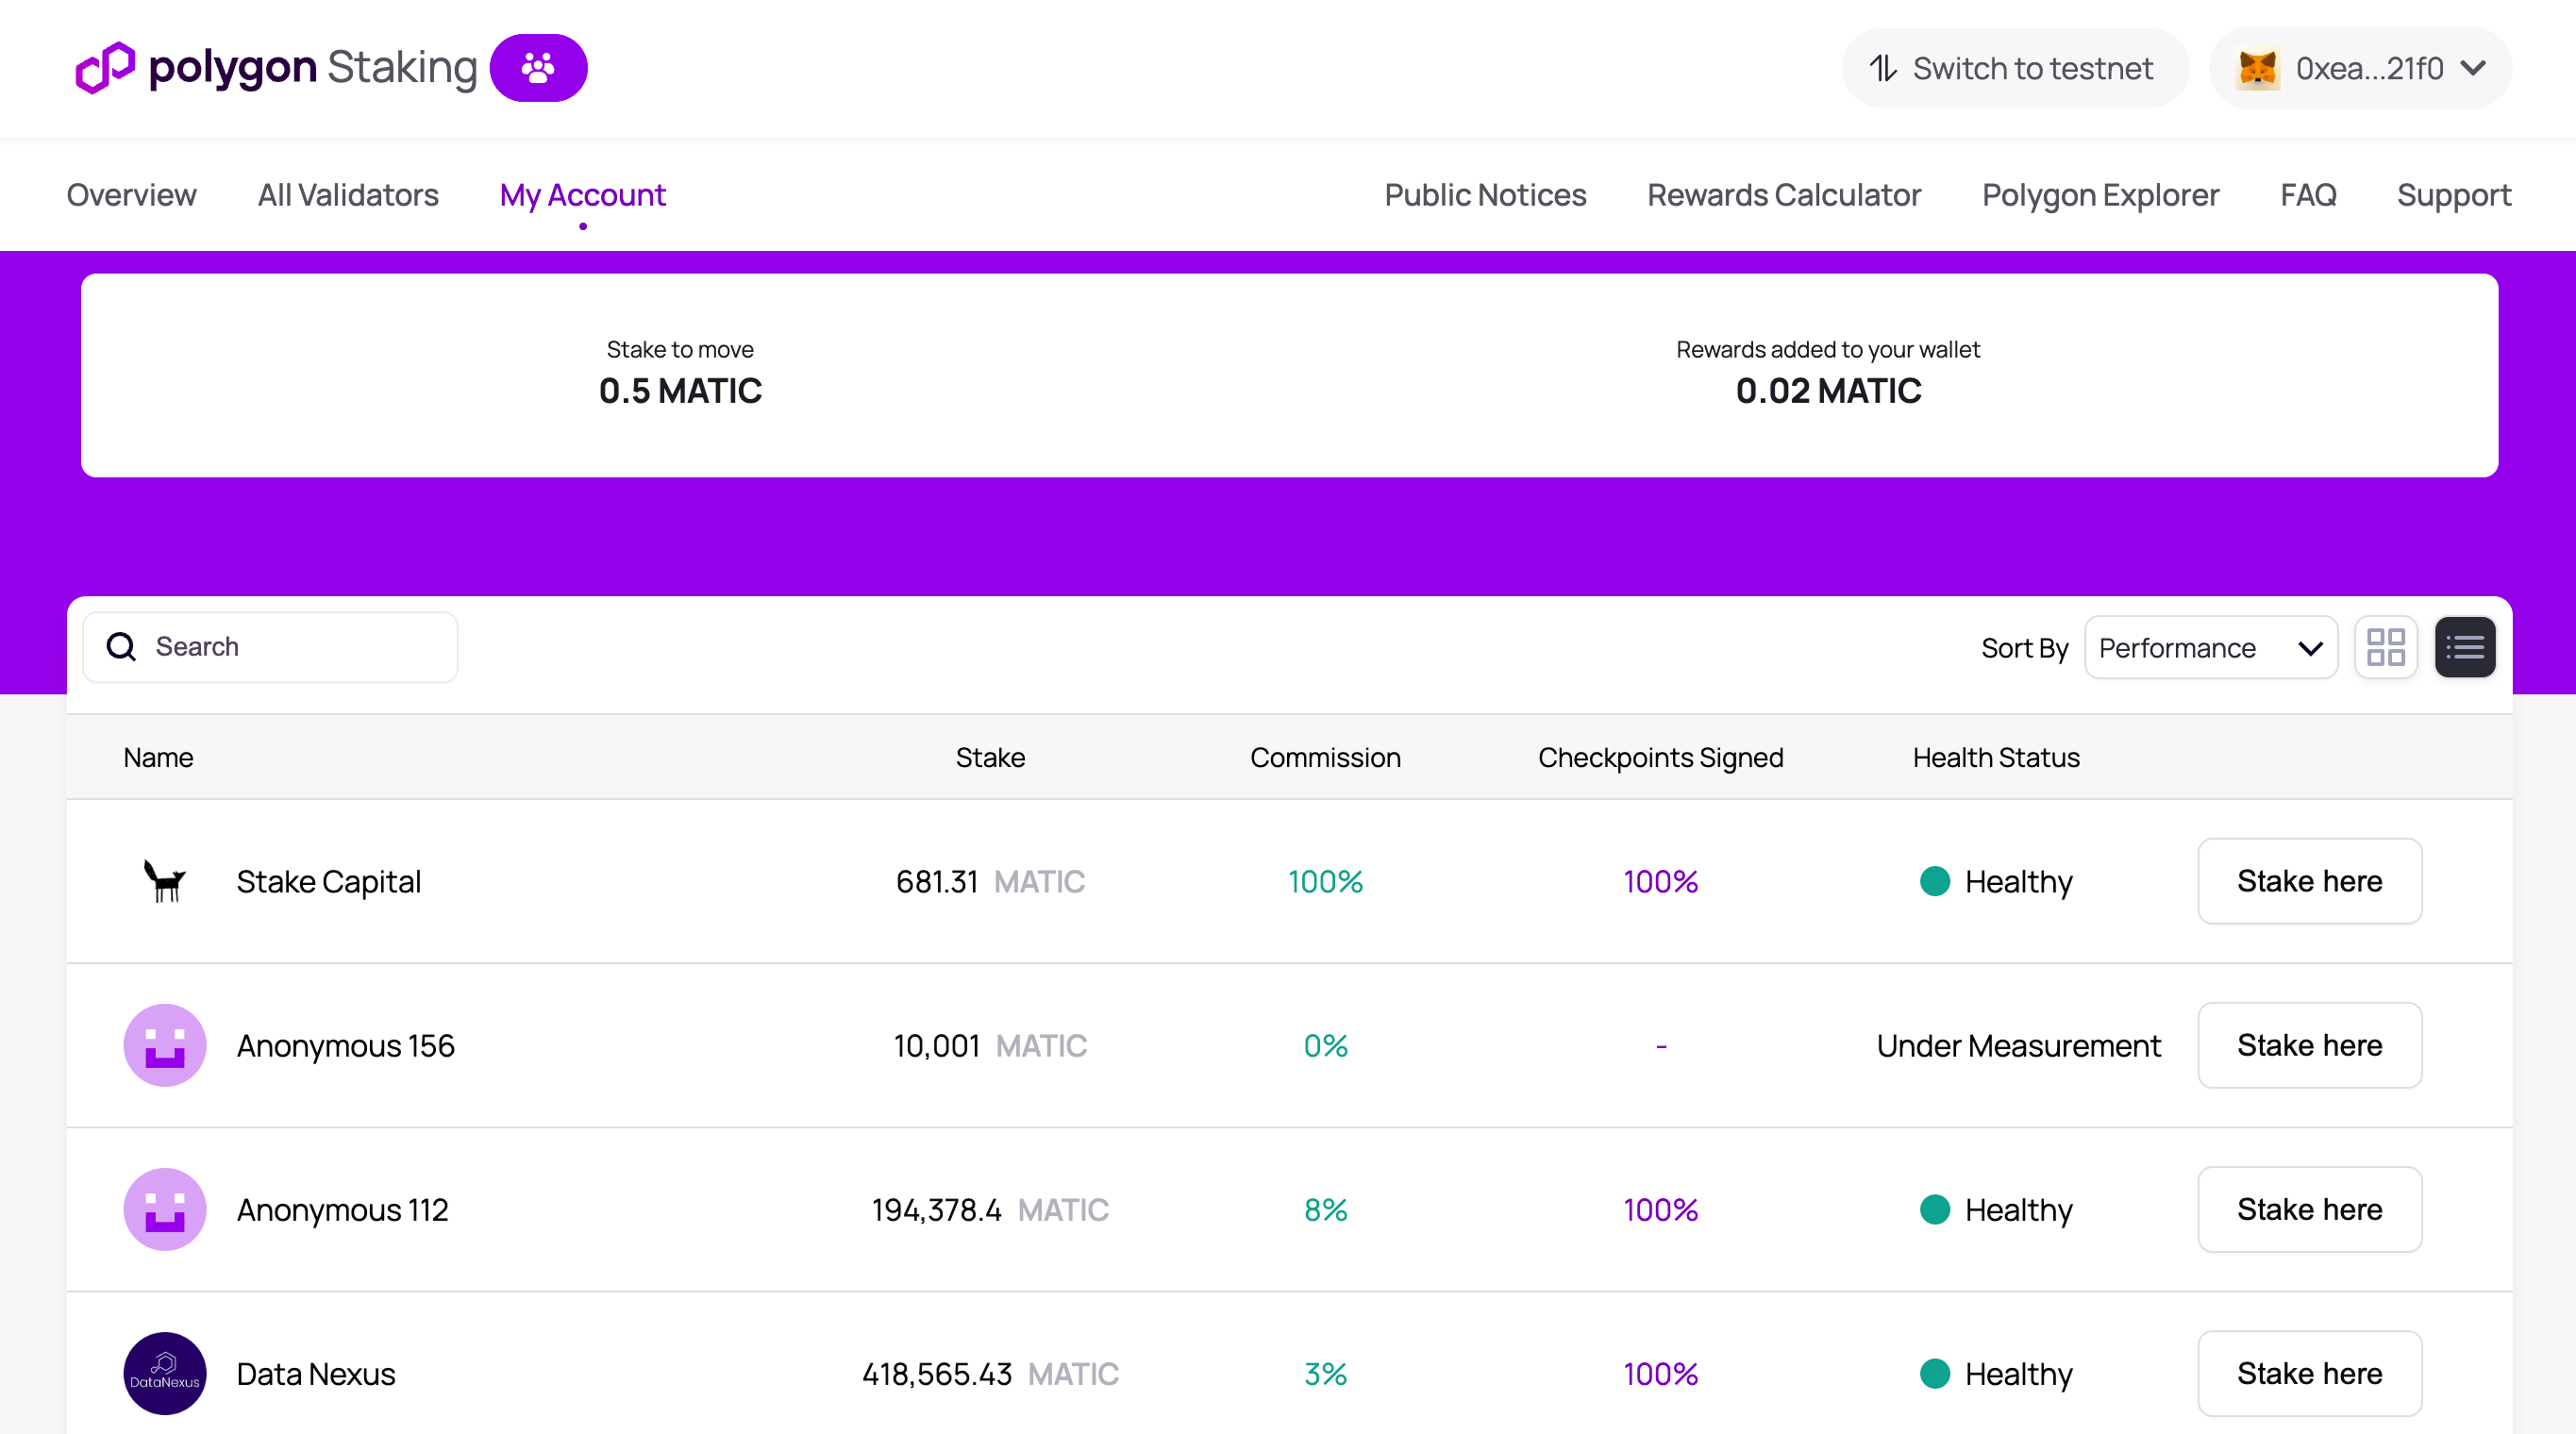 polygon Staking
Switch to testnet
0xea...21f0
Overview
All Validators
My Account
Public Notices
Rewards Calculator
Polygon Explorer
FAQ
Support
Stake to move
0.5 MATIC
Rewards added to your wallet
0.02 MATIC
Search
Sort By
Performance
Name Stake Commission Checkpoints Signed Health Status
Stake Capital 681.31 MATIC 100% 100% Healthy Stake here
Anonymous 156 10,001 MATIC 0% - Under Measurement Stake here
Anonymous 112 194,378.4 MATIC 8% 100% Healthy Stake here
DataNexus
Data Nexus 418,565.43 MATIC 3% 100% Healthy Stake here